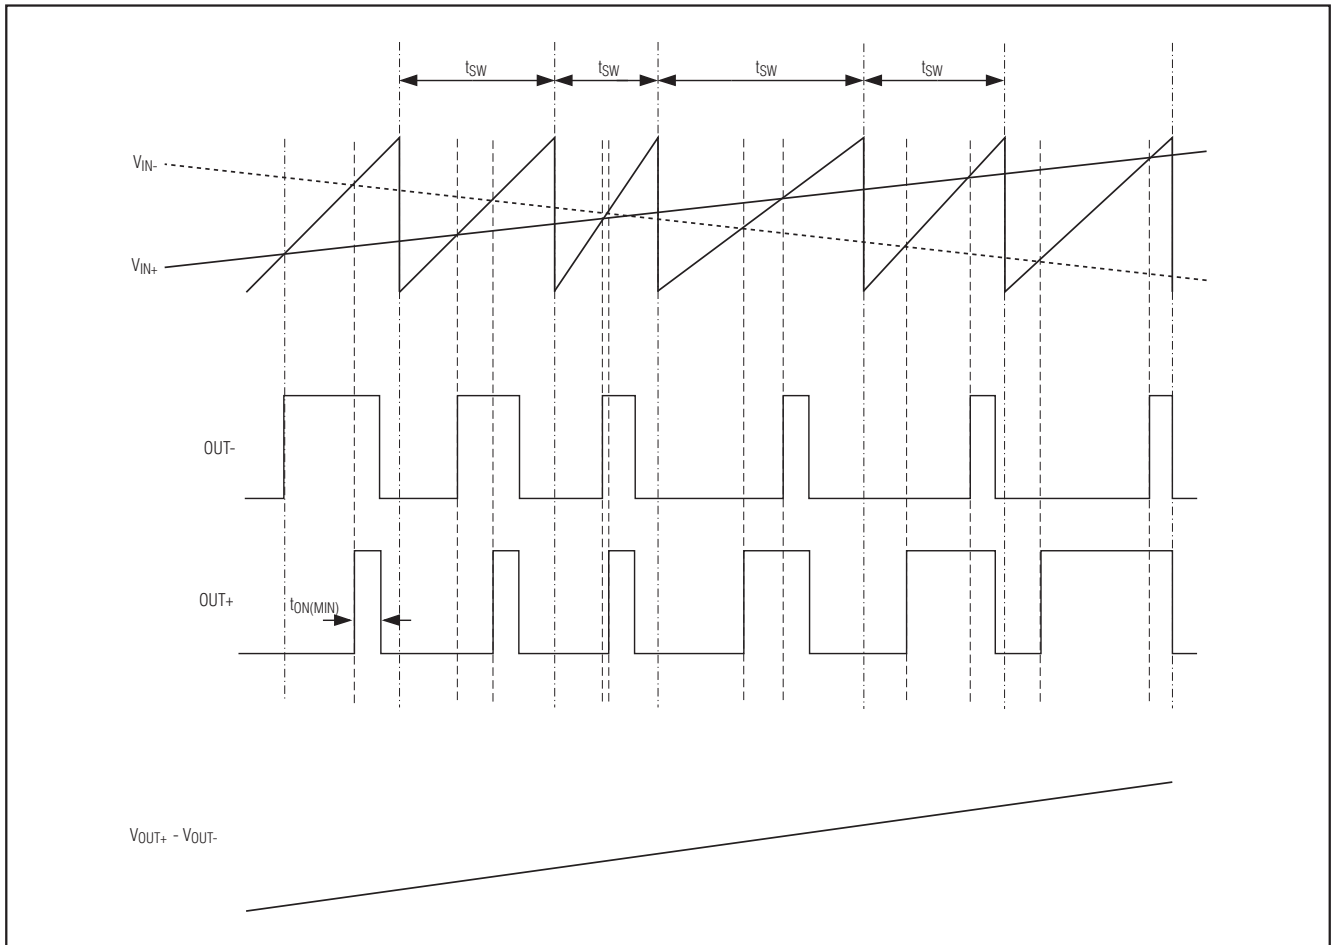 tSW tSW tSW tSW
VIN-
VIN+
OUT-
OUT+
tON(MIN)
VOUT+ - VOUT-